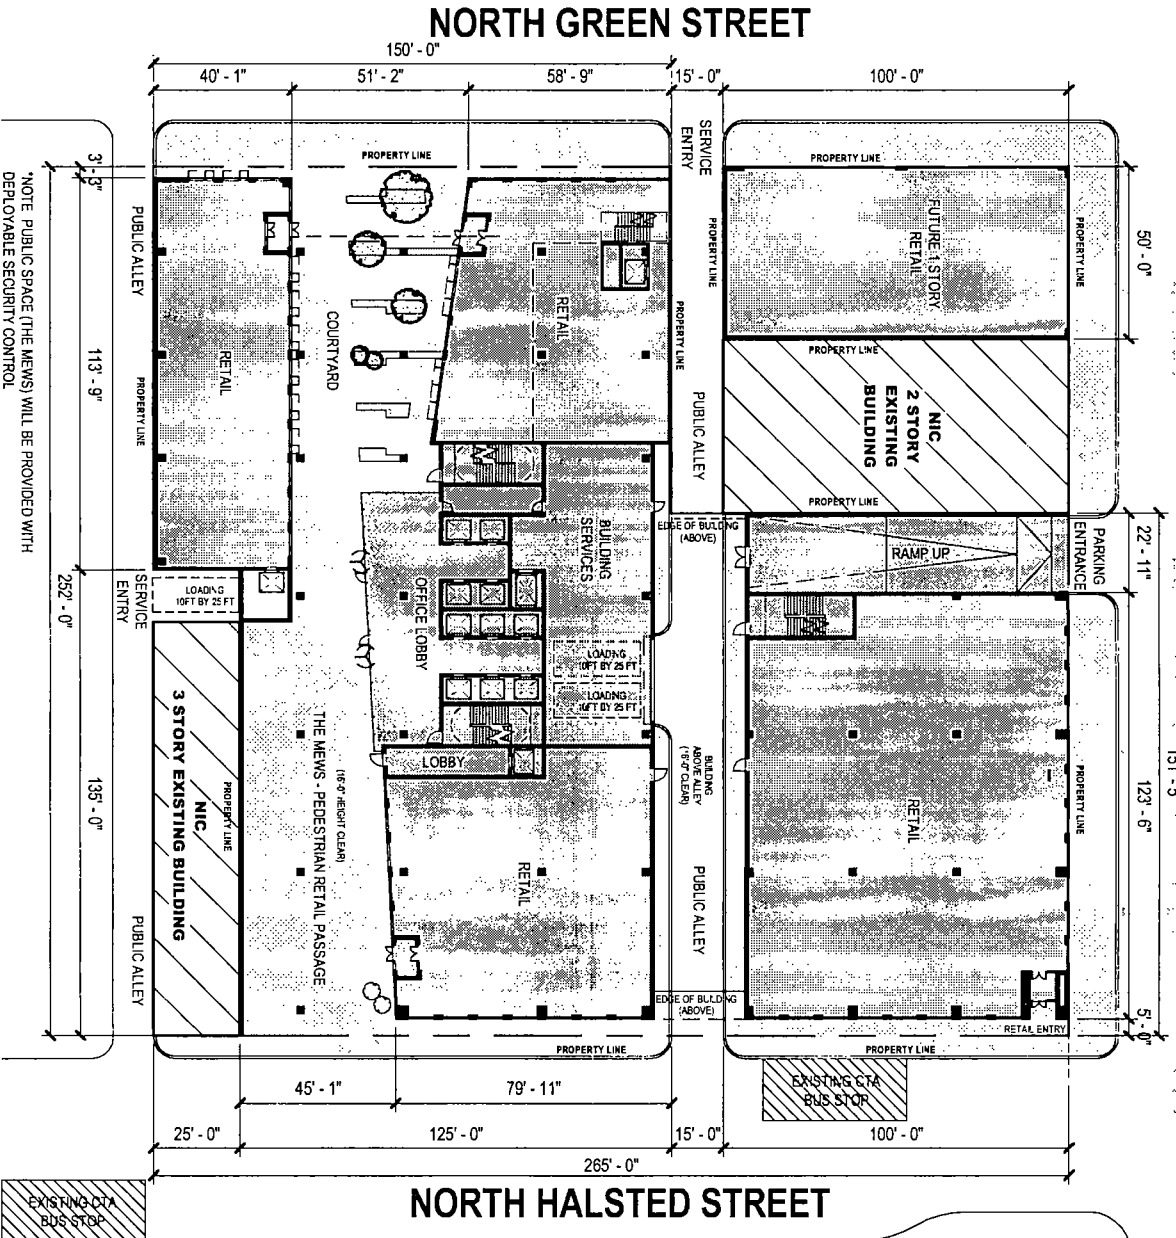 NORTH GREEN STREET
150' - 0"
40' - 1"
51' - 2"
58' - 9"
15' - 0"
100' - 0"
SERVICE
ENTRY
PROPERTY LINE
PROPERTY LINE
3' - 3"
*NOTE PUBLIC SPACE (THE MEWS) WILL BE PROVIDED WITH
DEPLOYABLE SECURITY CONTROL
PUBLIC ALLEY
PROPERTY LINE
113' - 9"
252' - 0"
135' - 0"
RETAIL
COURTYARD
RETAIL
PROPERTY LINE
PROPERTY LINE
PUBLIC ALLEY
FUTURE 1 STORY
RETAIL
PROPERTY LINE
50' - 0"
PROPERTY LINE
NIC
2 STORY
EXISTING
BUILDING
PROPERTY LINE
EDGE OF BUILDING
(ABOVE)
RAMP UP
PARKING
ENTRANCE
22' - 11"
151' - 5"
BUILDING
SERVICES
OFFICE LOBBY
LOADING
10FT BY 25 FT
SERVICE
ENTRY
LOADING
10FT BY 25 FT
LOADING
10FT BY 25 FT
3 STORY EXISTING BUILDING
NIC
PROPERTY LINE
THE MEWS - PEDESTRIAN RETAIL PASSAGE
(16'-0" HEIGHT CLEAR)
LOBBY
BUILDING
ABOVE ALLEY
(16'-0" CLEAR)
RETAIL
RETAIL
PROPERTY LINE
123' - 6"
PUBLIC ALLEY
PUBLIC ALLEY
EDGE OF BUILDING
(ABOVE)
RETAIL ENTRY
5' - 0"
PROPERTY LINE
PROPERTY LINE
EXISTING CTA
BUS STOP
45' - 1"
79' - 11"
25' - 0"
125' - 0"
15' - 0"
100' - 0"
265' - 0"
EXISTING CTA
BUS STOP
NORTH HALSTED STREET